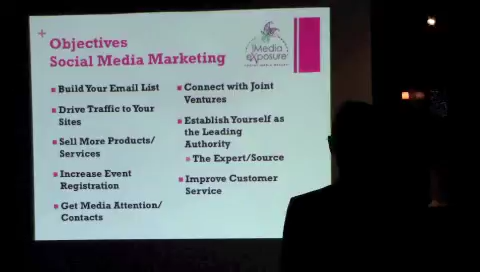 +
Objectives
Social Media Marketing
iMedia
eXposure
Build Your Email List
Drive Traffic to Your
Sites
Sell More Products/
Services
Increase Event
Registration
Get Media Attention/
Contacts
Connect with Joint
Ventures
Establish Yourself as
the Leading
Authority
The Expert/Source
Improve Customer
Service